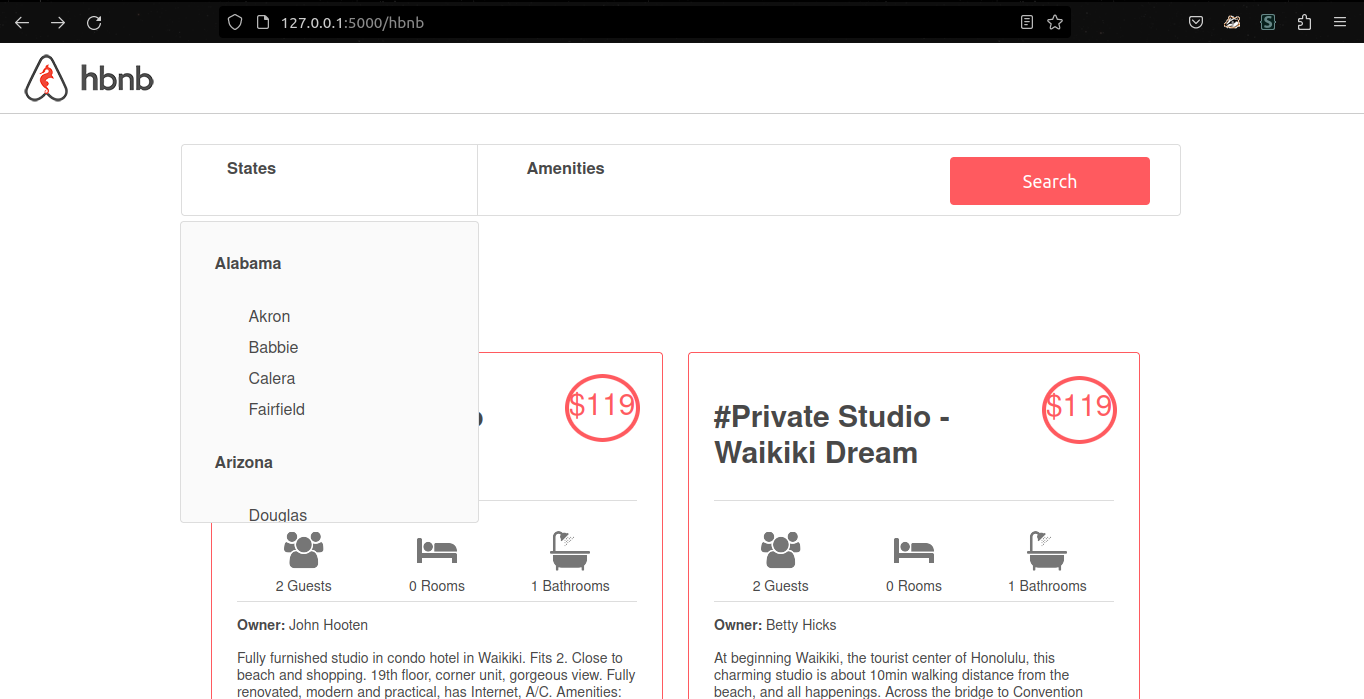 127.0.0.1:5000/hbnb
hbnb
States
Amenities
Search
Alabama
Akron
Babbie
Calera
Fairfield
Arizona
Douglas
$119
2 Guests
0 Rooms
1 Bathrooms
Owner: John Hooten
Fully furnished studio in condo hotel in Waikiki. Fits 2. Close to
beach and shopping. 19th floor, corner unit, gorgeous view. Fully
renovated, modern and practical, has Internet, A/C. Amenities:
$119
#Private Studio -
Waikiki Dream
2 Guests
0 Rooms
1 Bathrooms
Owner: Betty Hicks
At beginning Waikiki, the tourist center of Honolulu, this
charming studio is about 10min walking distance from the
beach, and all happenings. Across the bridge to Convention